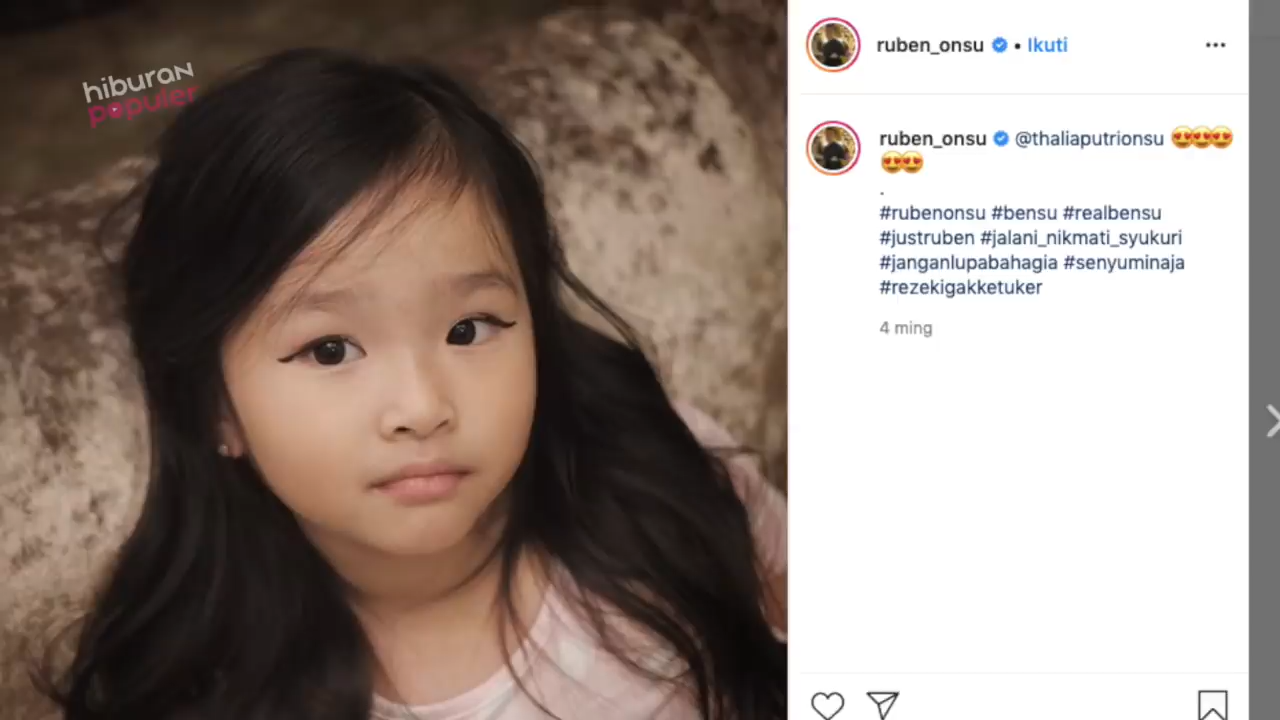 hiburan
populer
ruben_onsu • Ikuti
ruben_onsu @thaliaputrionsu 😍😍😍
😍😍
.
#rubenonsu #bensu #realbensu
#justruben #jalani_nikmati_syukuri
#janganlupabahagia #senyuminaja
#rezekigakketuker
4 ming